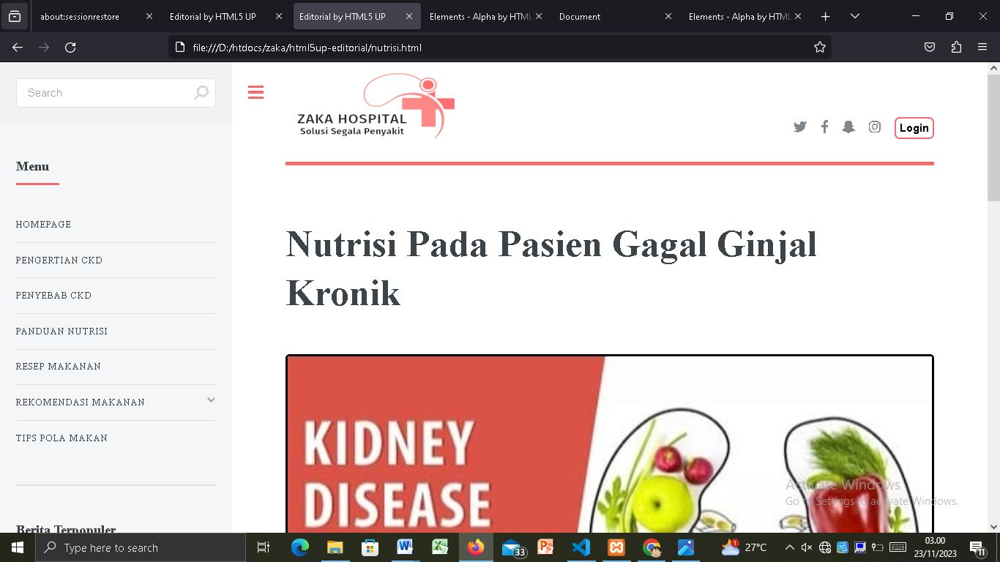 about:sessionrestore
Editorial by HTML5 UP
Editorial by HTML5 UP
Elements - Alpha by HTML
Document
Elements - Alpha by HTML
file:///D:/htdocs/zaka/html5up-editorial/nutrisi.html
Search
ZAKA HOSPITAL
Solusi Segala Penyakit
Login
Menu
HOMEPAGE
PENGERTIAN CKD
PENYEBAB CKD
PANDUAN NUTRISI
RESEP MAKANAN
REKOMENDASI MAKANAN
TIPS POLA MAKAN
Berita Terpopuler
Nutrisi Pada Pasien Gagal Ginjal
Kronik
KIDNEY
DISEASE
Activate Windows
Go to Settings to activate Windows.
Type here to search
33
1
27°C
03.00
23/11/2023
11